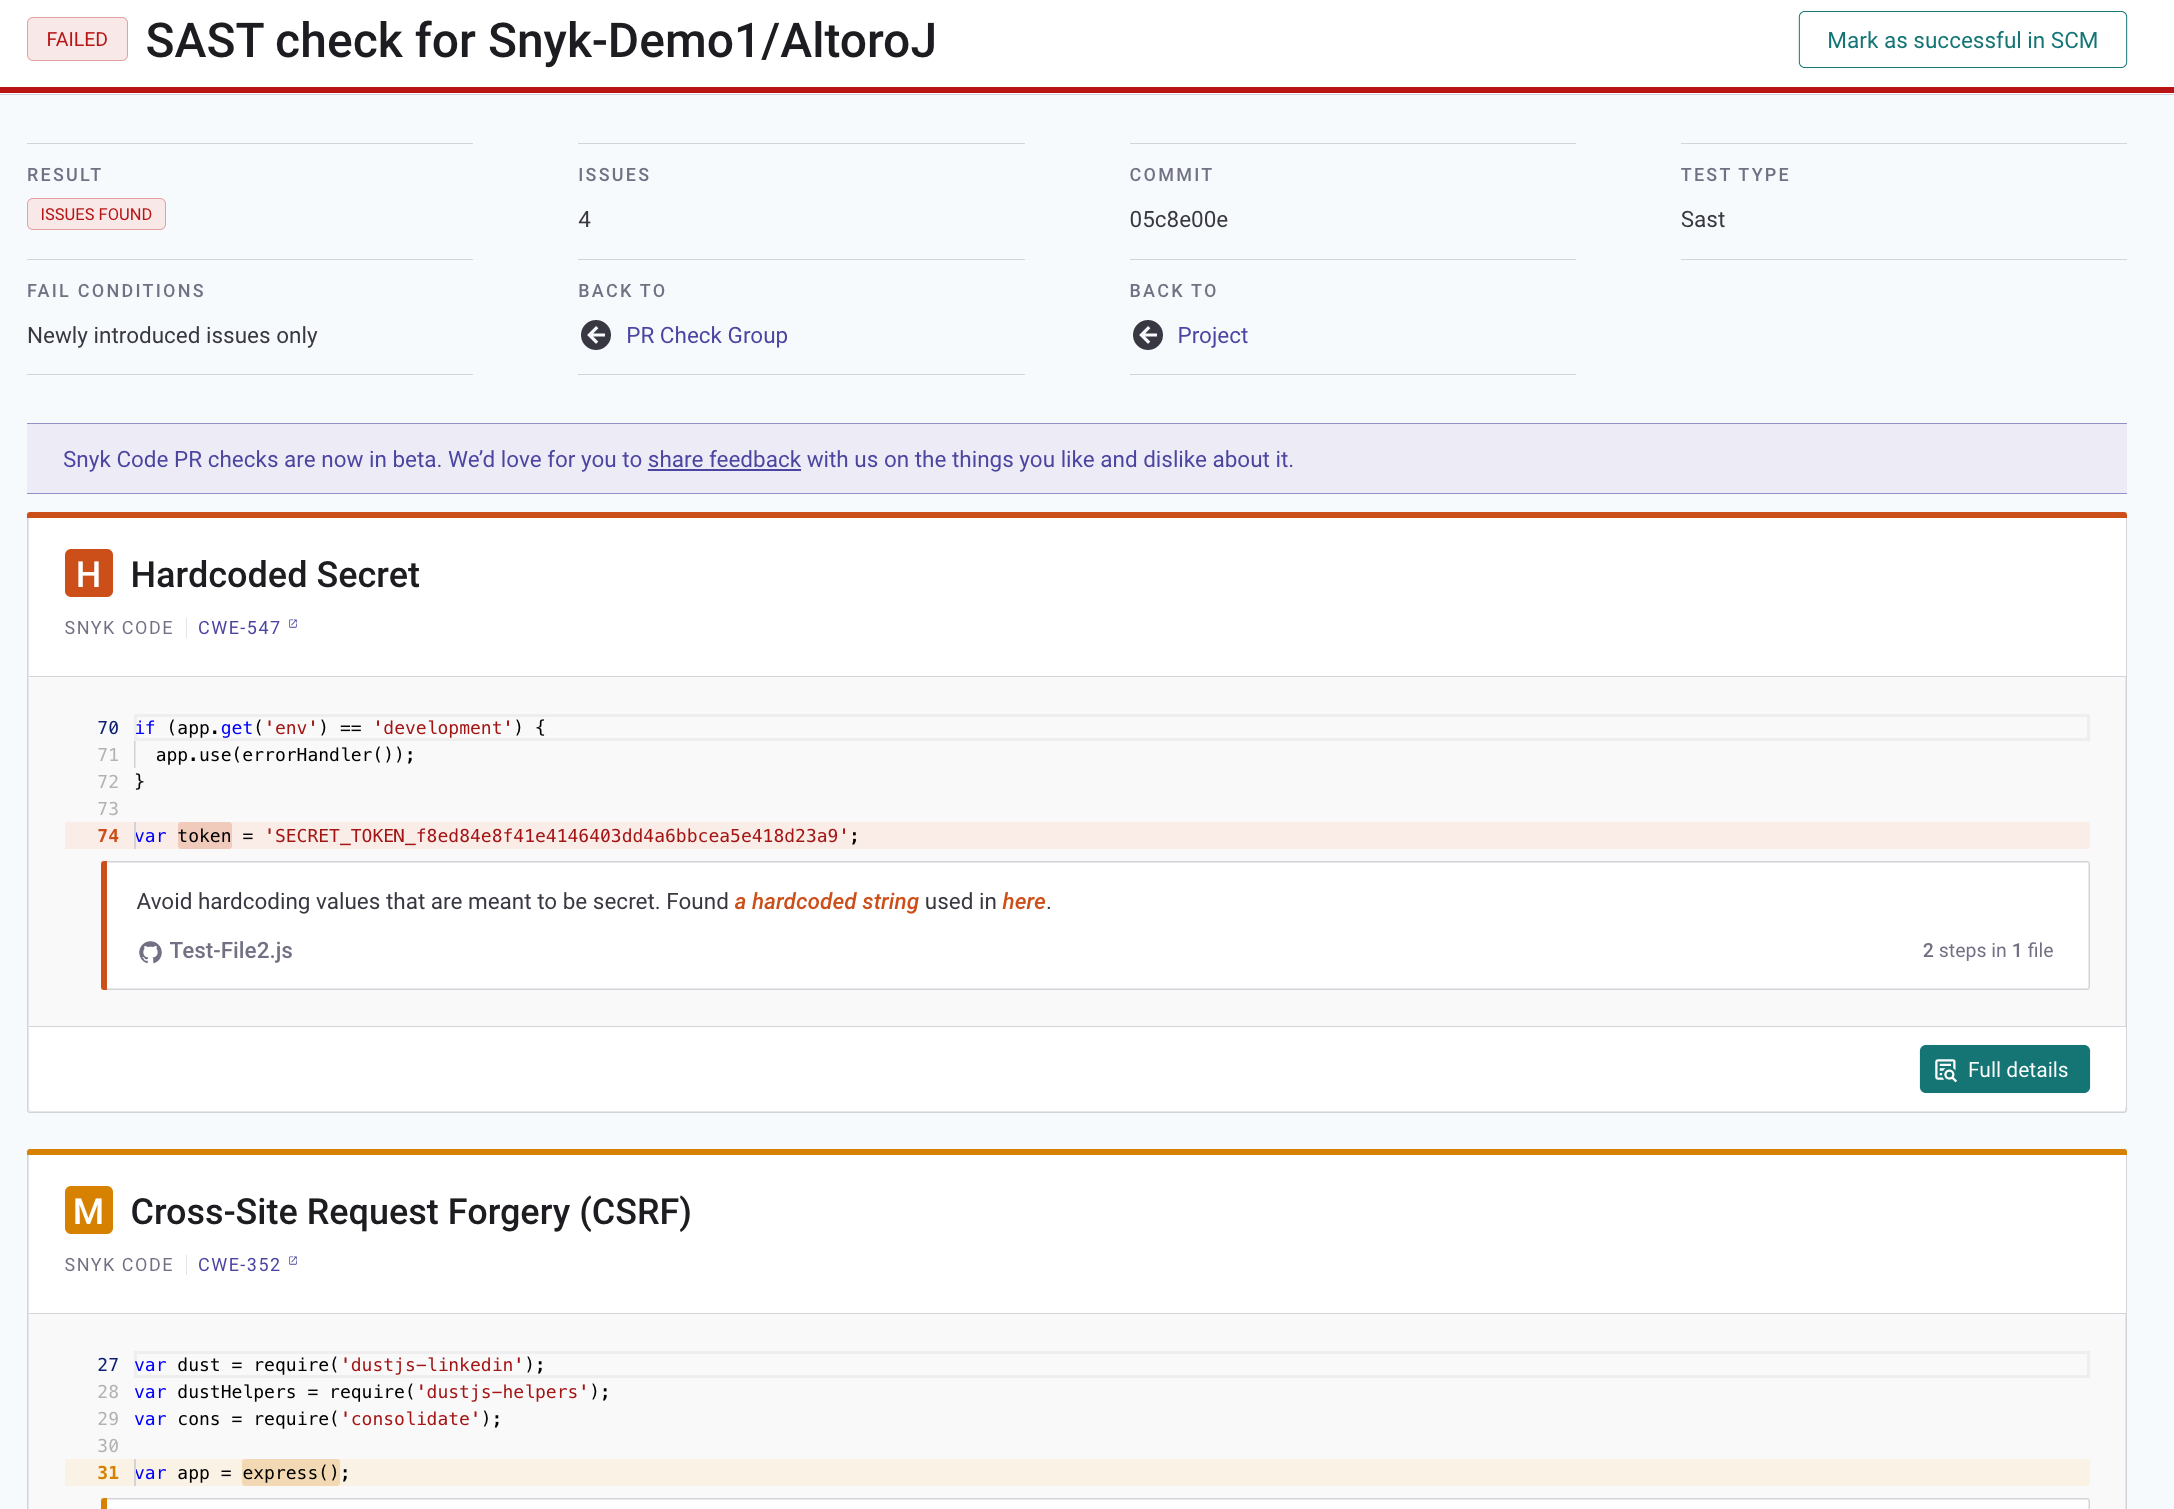 FAILED
SAST check for Snyk-Demo1/AltoroJ
Mark as successful in SCM
RESULT
ISSUES FOUND
ISSUES
4
COMMIT
05c8e00e
TEST TYPE
Sast
FAIL CONDITIONS
Newly introduced issues only
BACK TO
PR Check Group
BACK TO
Project
Snyk Code PR checks are now in beta. We’d love for you to share feedback with us on the things you like and dislike about it.
H Hardcoded Secret
SNYK CODE CWE-547
70 if (app.get('env') == 'development') {
71 app.use(errorHandler());
72 }
73
74 var token = 'SECRET_TOKEN_f8ed84e8f41e4146403dd4a6bbcea5e418d23a9';
Avoid hardcoding values that are meant to be secret. Found a hardcoded string used in here.
Test-File2.js
2 steps in 1 file
Full details
M Cross-Site Request Forgery (CSRF)
SNYK CODE CWE-352
27 var dust = require('dustjs-linkedin');
28 var dustHelpers = require('dustjs-helpers');
29 var cons = require('consolidate');
30
31 var app = express();